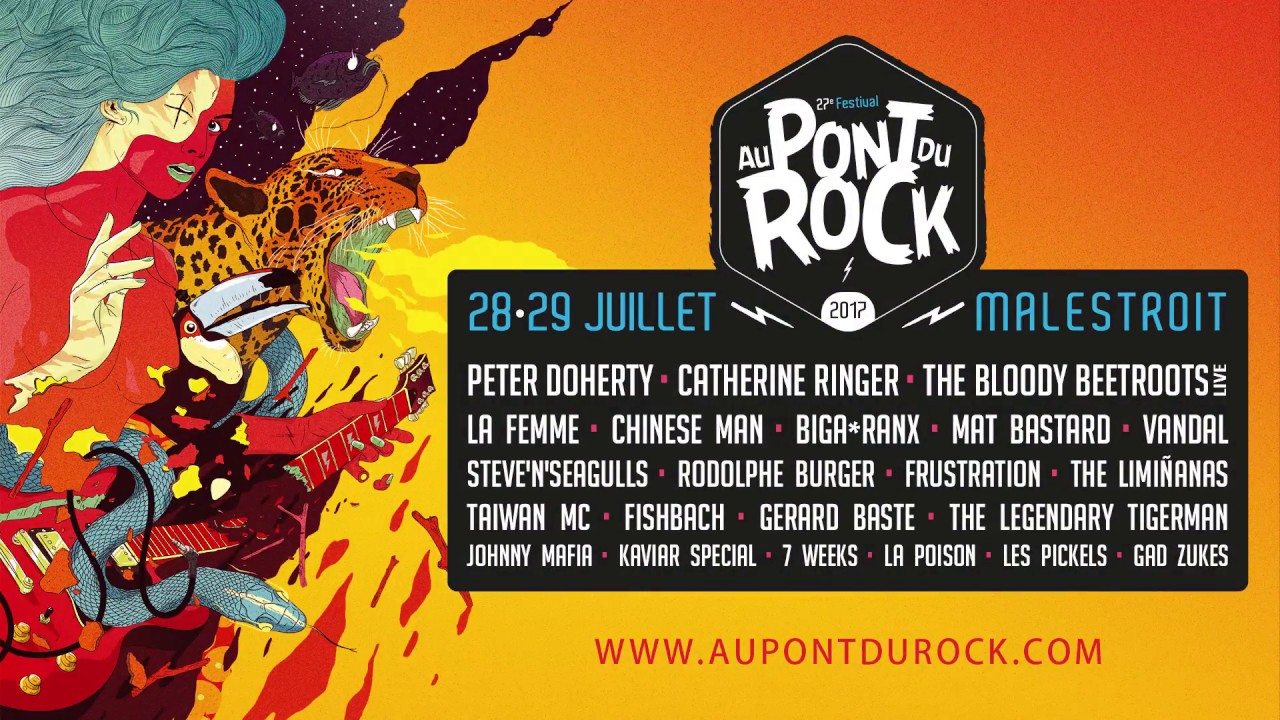 27e Festival
AU PONT DU
ROCK
28•29 JUILLET 2017 MALESTROIT
PETER DOHERTY • CATHERINE RINGER • THE BLOODY BEETROOTS LIVE
LA FEMME • CHINESE MAN • BIGA*RANX • MAT BASTARD • VANDAL
STEVE'N'SEAGULLS • RODOLPHE BURGER • FRUSTRATION • THE LIMIÑANAS
TAIWAN MC • FISHBACH • GERARD BASTE • THE LEGENDARY TIGERMAN
JOHNNY MAFIA • KAVIAR SPECIAL • 7 WEEKS • LA POISON • LES PICKELS • GAD ZUKES
WWW.AUPONTDUROCK.COM